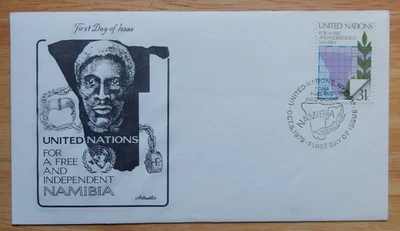 First Day of Issue
UNITED NATIONS
FOR A FREE
AND INDEPENDENT
NAMIBIA
31
UNITED NATIONS
FOR
A FREE
AND
INDEPENDENT
NAMIBIA
UNITED NATIONS, N.Y.
NAMIBIA
OCT. 5, 1979 - FIRST DAY OF ISSUE